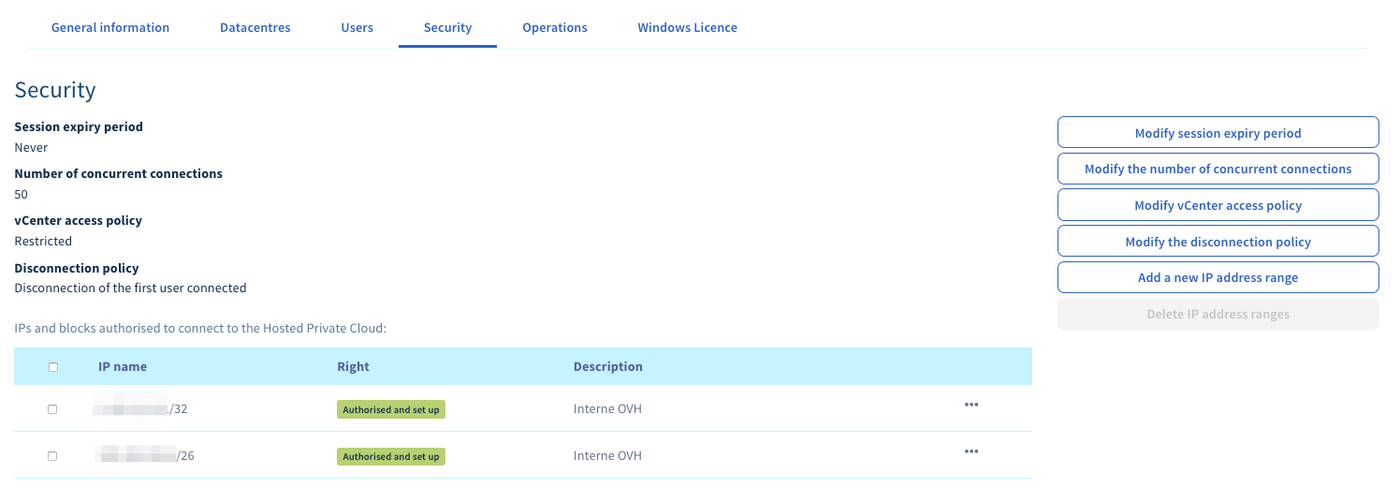 General information Datacentres Users Security Operations Windows Licence
Security
Session expiry period
Never
Number of concurrent connections
50
vCenter access policy
Restricted
Disconnection policy
Disconnection of the first user connected
Modify session expiry period
Modify the number of concurrent connections
Modify vCenter access policy
Modify the disconnection policy
Add a new IP address range
Delete IP address ranges
IPs and blocks authorised to connect to the Hosted Private Cloud:
IP name Right Description
/32 Authorised and set up Interne OVH •••
/26 Authorised and set up Interne OVH •••